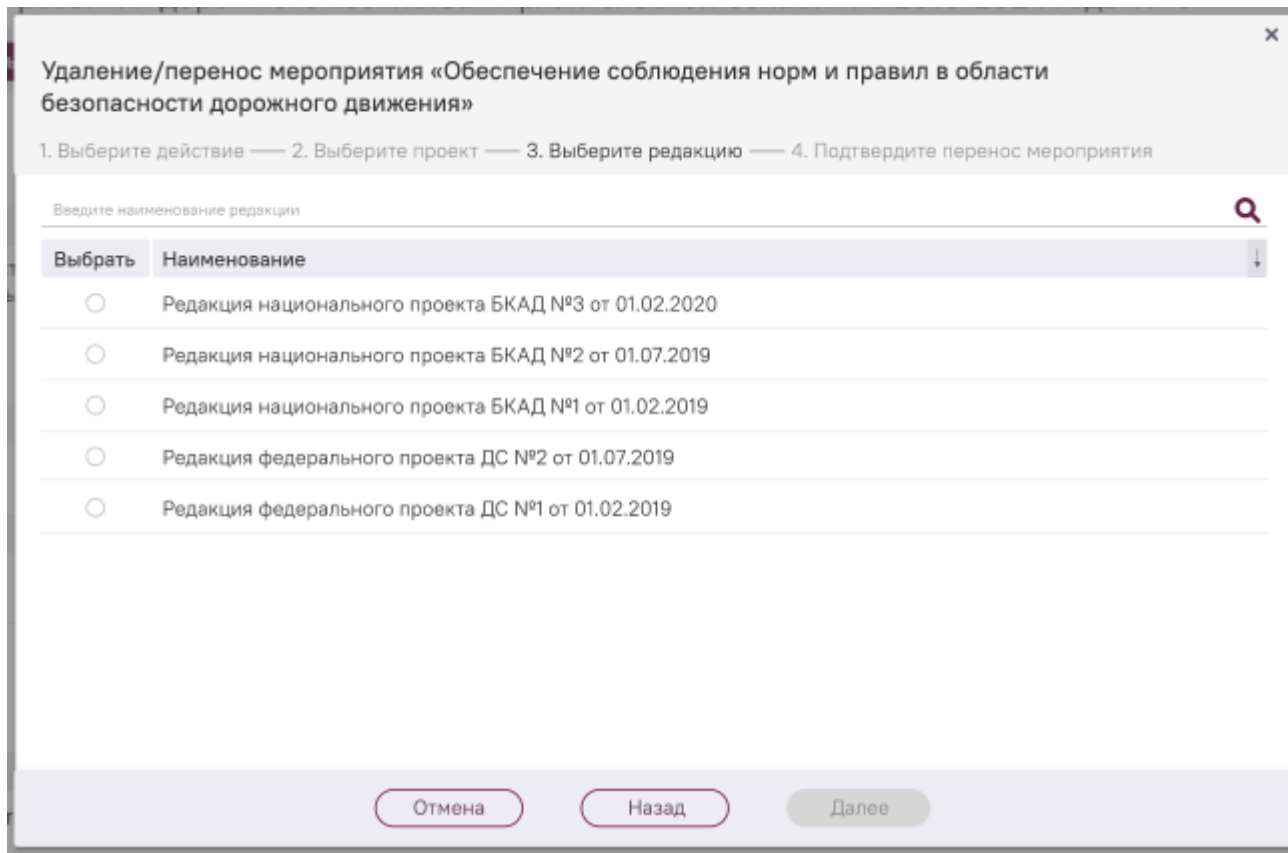 ×
Удаление/перенос мероприятия «Обеспечение соблюдения норм и правил в области
безопасности дорожного движения»
1. Выберите действие — 2. Выберите проект — 3. Выберите редакцию — 4. Подтвердите перенос мероприятия
Введите наименование редакции
Выбрать Наименование ↓
Редакция национального проекта БКАД №3 от 01.02.2020
Редакция национального проекта БКАД №2 от 01.07.2019
Редакция национального проекта БКАД №1 от 01.02.2019
Редакция федерального проекта ДС №2 от 01.07.2019
Редакция федерального проекта ДС №1 от 01.02.2019
Отмена Назад Далее